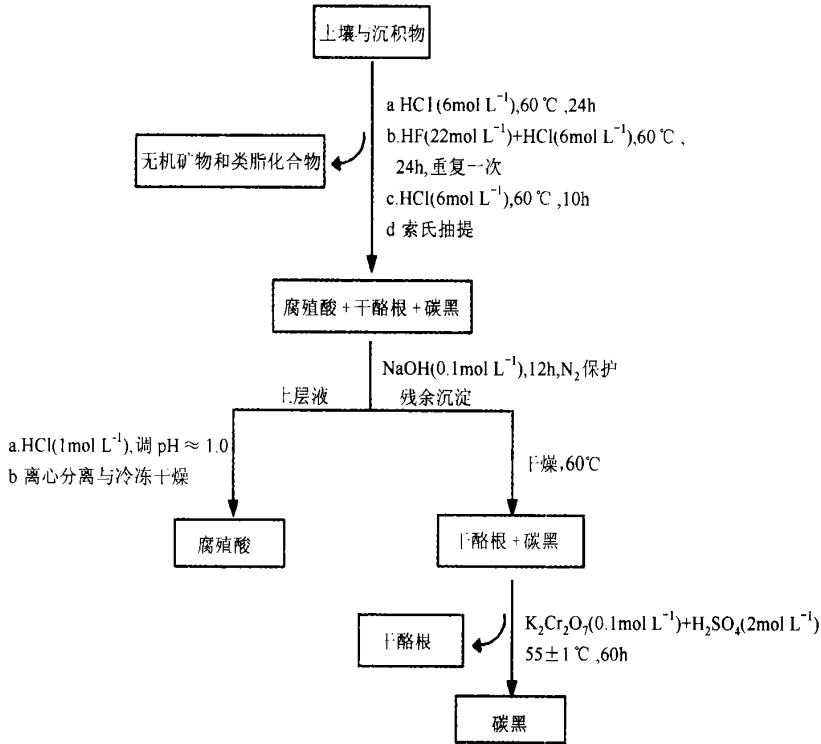 土壤与沉积物
a HCl(6mol L⁻¹),60℃,24h
b.HF(22mol L⁻¹)+HCl(6mol L⁻¹),60℃、
24h,重复一次
c.HCl(6mol L⁻¹),60℃,10h
d 索氏抽提
无机矿物和类脂化合物
腐殖酸+干酪根+碳黑
NaOH(0.1mol L⁻¹),12h,N₂保护
上层液
残余沉淀
a.HCl(1mol L⁻¹),调 pH≈1.0
b 离心分离与冷冻干燥
干燥,60℃
腐殖酸
干酪根+碳黑
K₂Cr₂O₇(0.1mol L⁻¹)+H₂SO₄(2mol L⁻¹)
55±1℃,60h
干酪根
碳黑